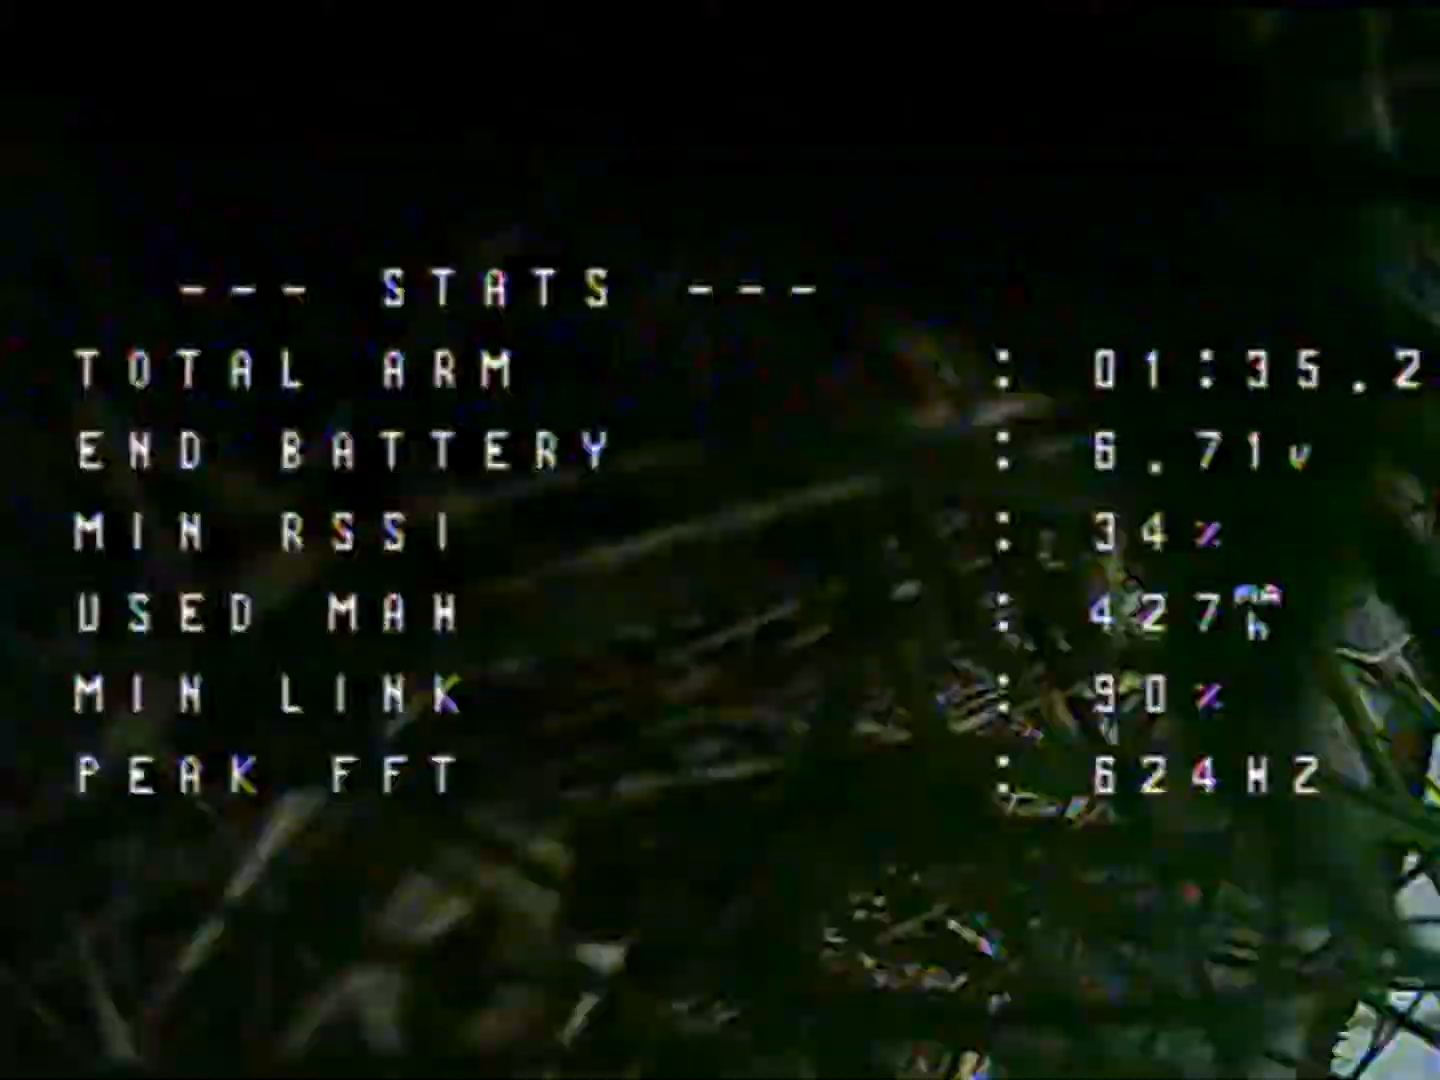 --- STATS ---
TOTAL ARM : 01:35.2
END BATTERY : 6.71v
MIN RSSI : 34%
USED MAH : 427mAh
MIN LINK : 90%
PEAK FFT : 624HZ